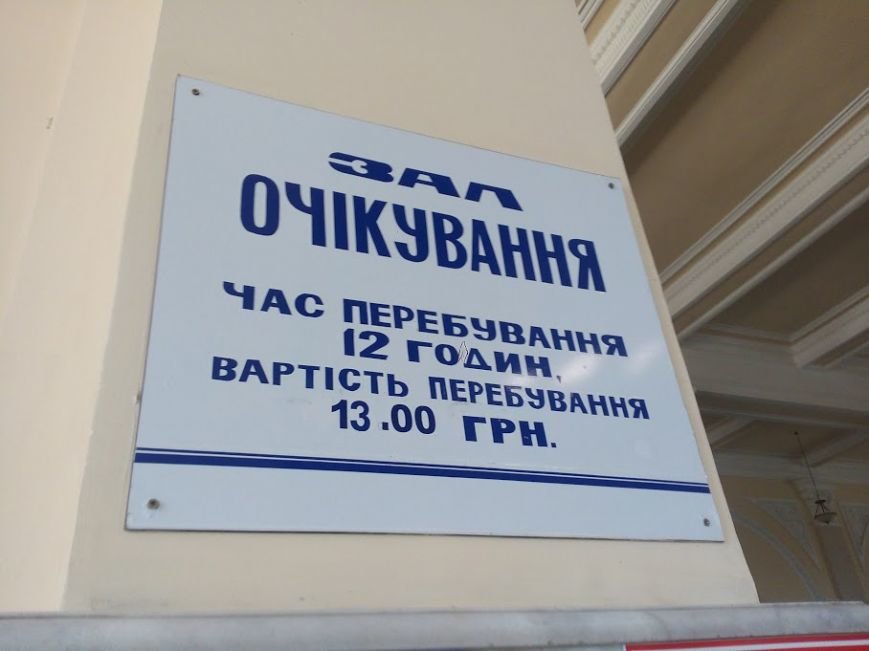 ЗАЛ
ОЧІКУВАННЯ
ЧАС ПЕРЕБУВАННЯ
12 ГОДИН,
ВАРТІСТЬ ПЕРЕБУВАННЯ
13.00 ГРН.